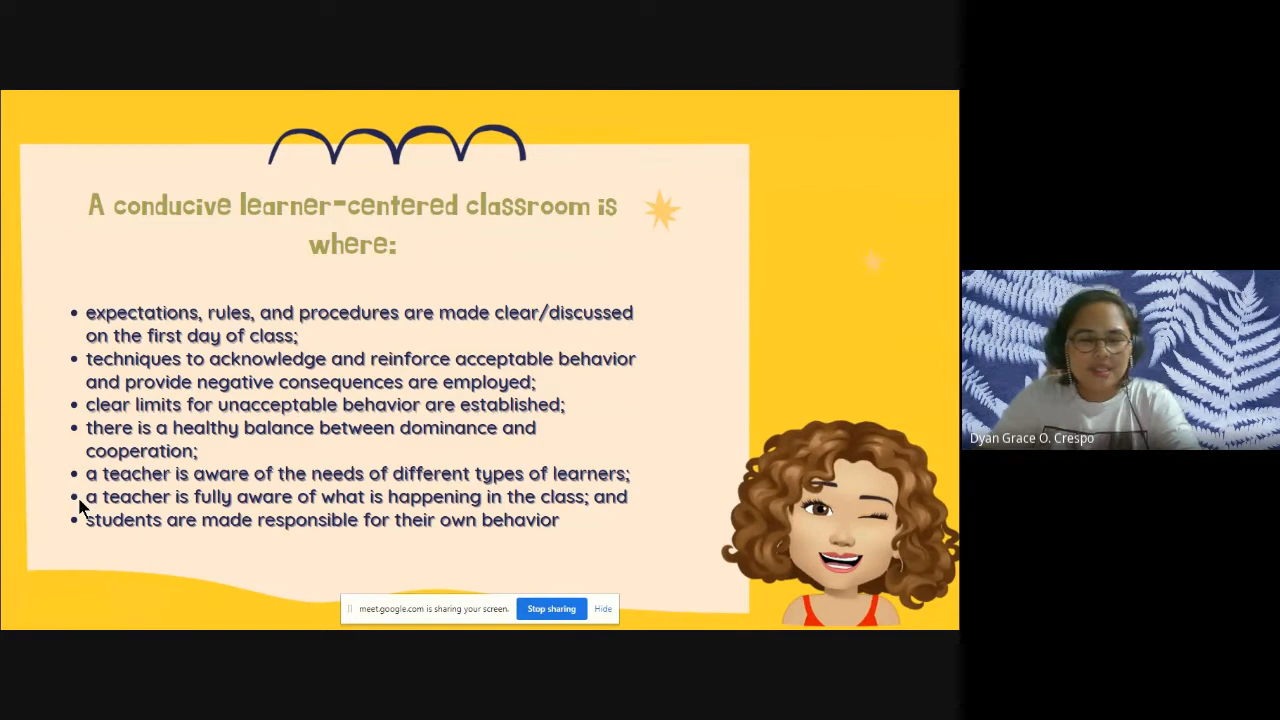 A conducive learner-centered classroom is
where:
• expectations, rules, and procedures are made clear/discussed
on the first day of class;
• techniques to acknowledge and reinforce acceptable behavior
and provide negative consequences are employed;
• clear limits for unacceptable behavior are established;
• there is a healthy balance between dominance and
cooperation;
• a teacher is aware of the needs of different types of learners;
• a teacher is fully aware of what is happening in the class; and
• students are made responsible for their own behavior
meet.google.com is sharing your screen.
Stop sharing
Hide
Dyan Grace O. Crespo